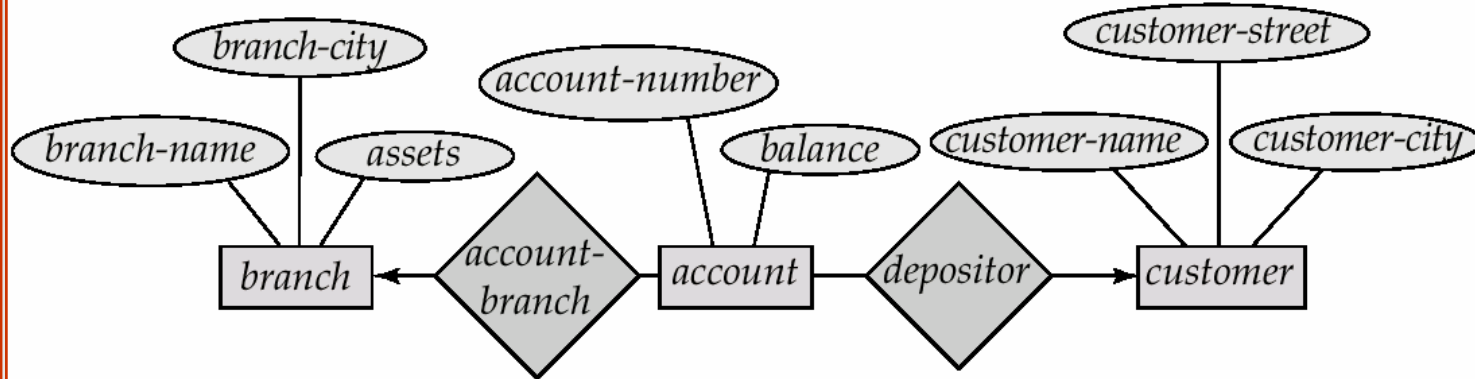 branch-city
customer-street
account-number
branch-name
assets
balance
customer-name
customer-city
branch
account-
branch
account
depositor
customer